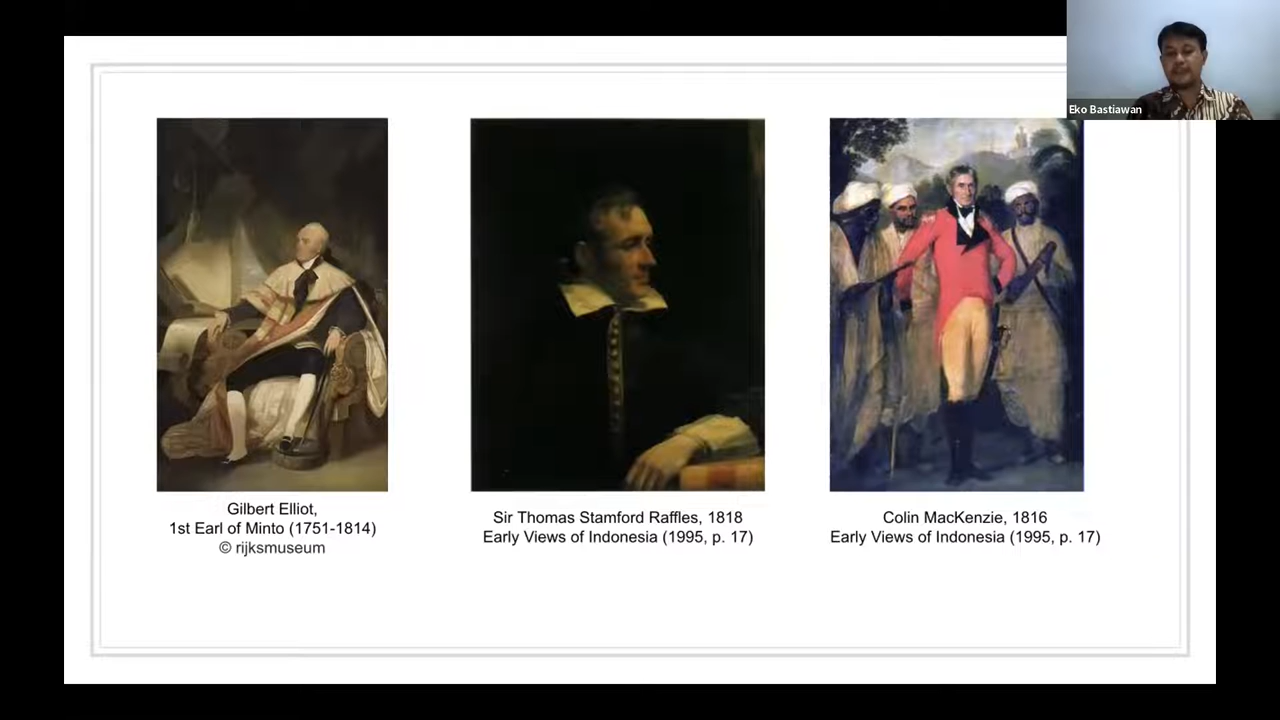 Eko Bastiawan
Gilbert Elliot,
1st Earl of Minto (1751-1814)
© rijksmuseum
Sir Thomas Stamford Raffles, 1818
Early Views of Indonesia (1995, p. 17)
Colin MacKenzie, 1816
Early Views of Indonesia (1995, p. 17)